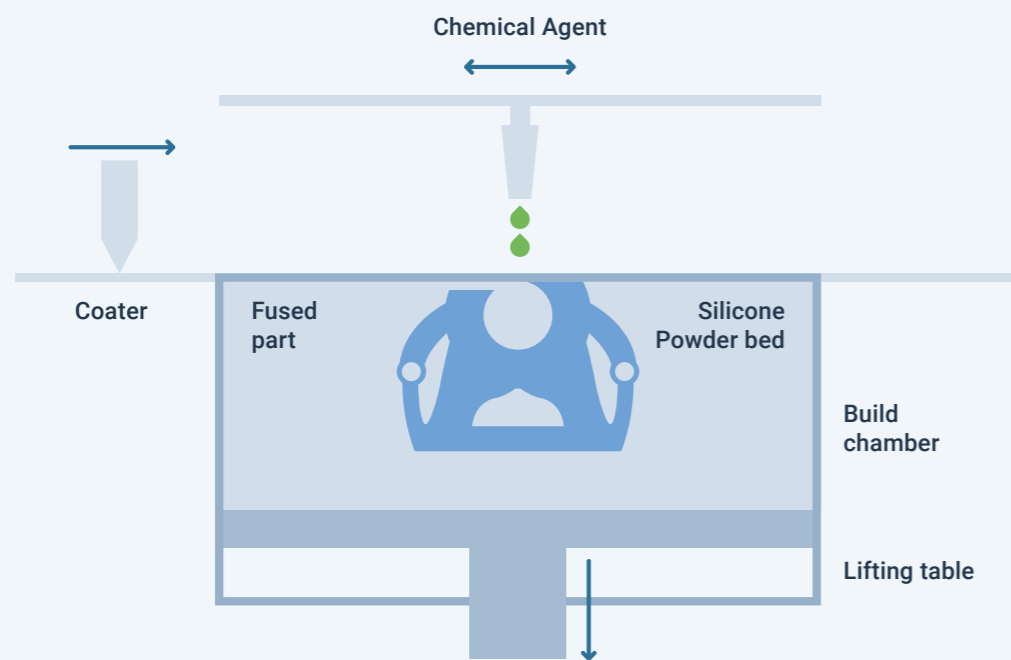 Chemical Agent
Coater
Fused
part
Silicone
Powder bed
Build
chamber
Lifting table